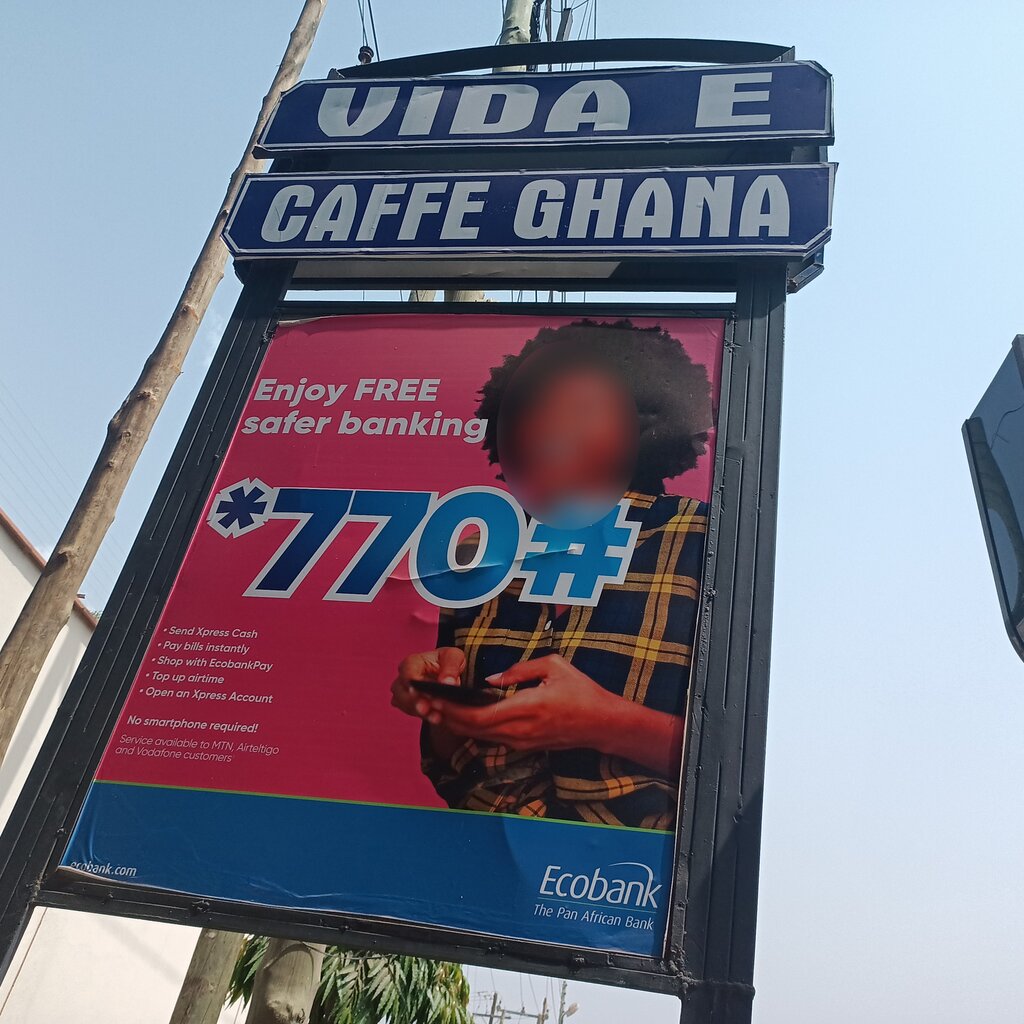 VIDA E
CAFFE GHANA
Enjoy FREE
safer banking
*770#
• Send Xpress Cash
• Pay bills instantly
• Shop with EcobankPay
• Top up airtime
• Open an Xpress Account
No smartphone required!
Service available to MTN, Airteltigo
and Vodafone customers
ecobank.com
Ecobank
The Pan African Bank